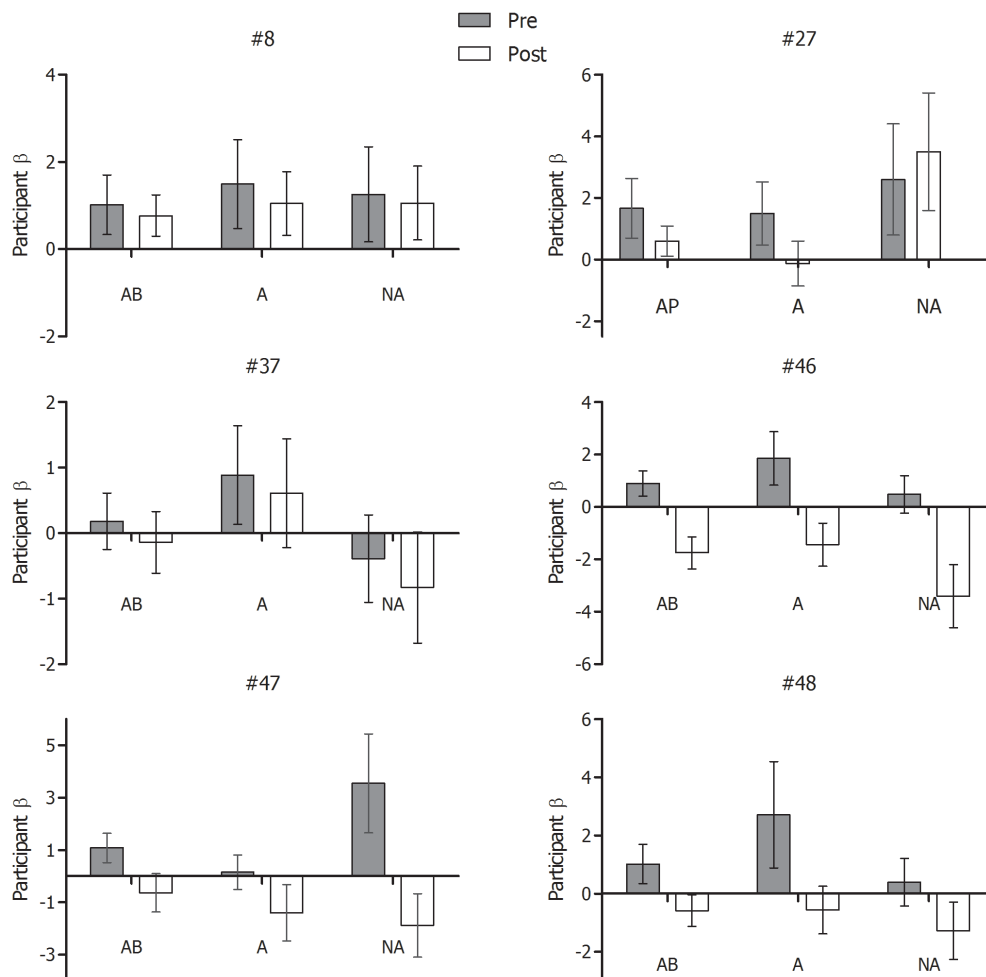 Pre
Post
#8
4
2
0
-2
Participant β
AB
A
NA
#27
6
4
2
0
-2
Participant β
AP
A
NA
#37
2
1
0
-1
-2
Participant β
AB
A
NA
#46
4
2
0
-2
-4
-6
Participant β
AB
A
NA
#47
5
3
1
-1
-3
Participant β
AB
A
NA
#48
6
4
2
0
-2
Participant β
AB
A
NA